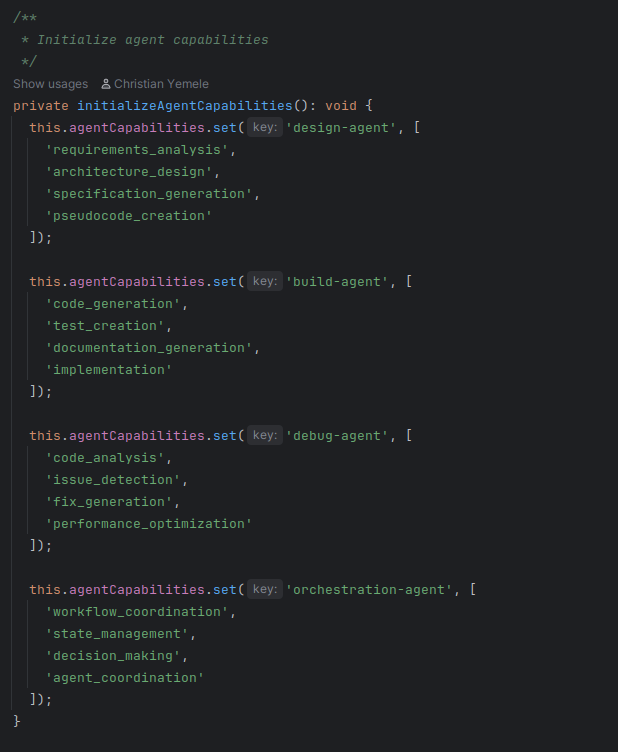 /**
 * Initialize agent capabilities
 */
Show usages Christian Yemele
private initializeAgentCapabilities(): void {
  this.agentCapabilities.set( key: 'design-agent', [
    'requirements_analysis',
    'architecture_design',
    'specification_generation',
    'pseudocode_creation'
  ]);

  this.agentCapabilities.set( key: 'build-agent', [
    'code_generation',
    'test_creation',
    'documentation_generation',
    'implementation'
  ]);

  this.agentCapabilities.set( key: 'debug-agent', [
    'code_analysis',
    'issue_detection',
    'fix_generation',
    'performance_optimization'
  ]);

  this.agentCapabilities.set( key: 'orchestration-agent', [
    'workflow_coordination',
    'state_management',
    'decision_making',
    'agent_coordination'
  ]);
}